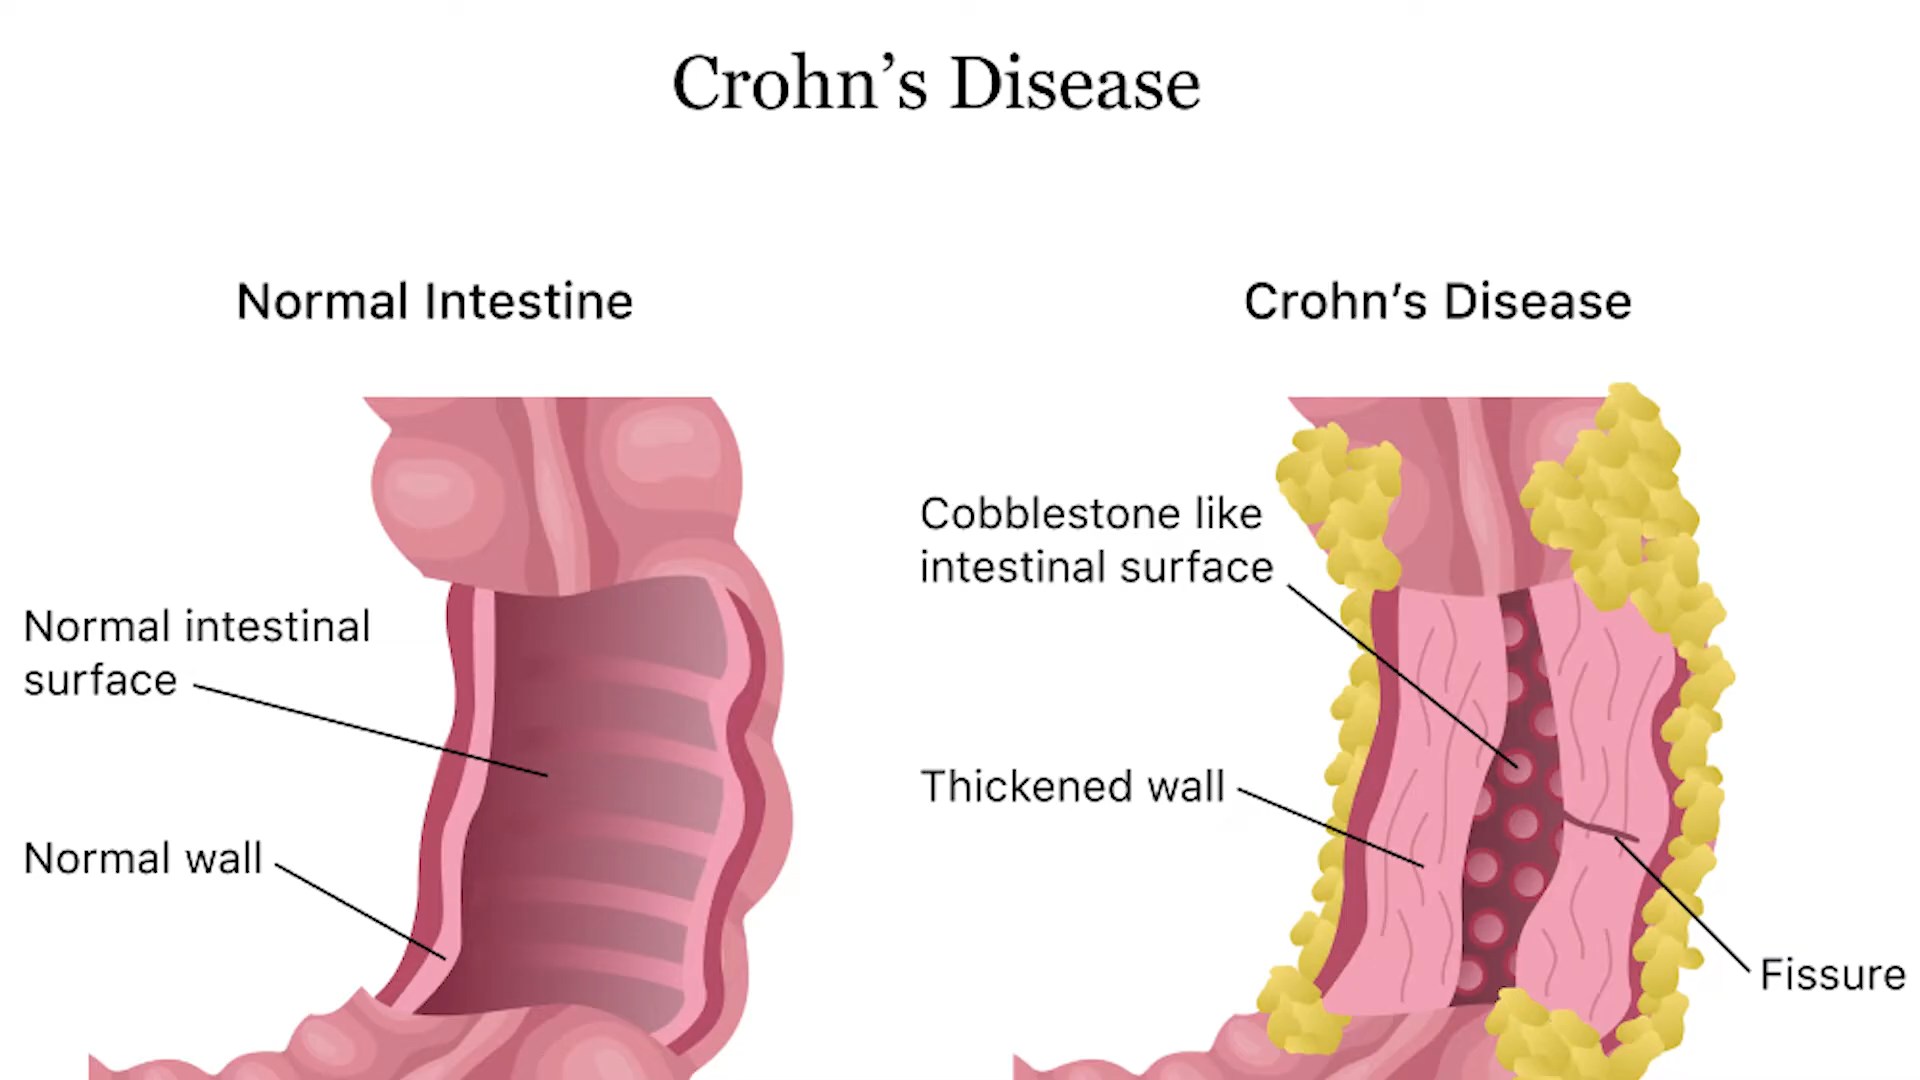 Crohn’s Disease
Normal Intestine
Normal intestinal
surface
Normal wall
Crohn’s Disease
Cobblestone like
intestinal surface
Thickened wall
Fissure